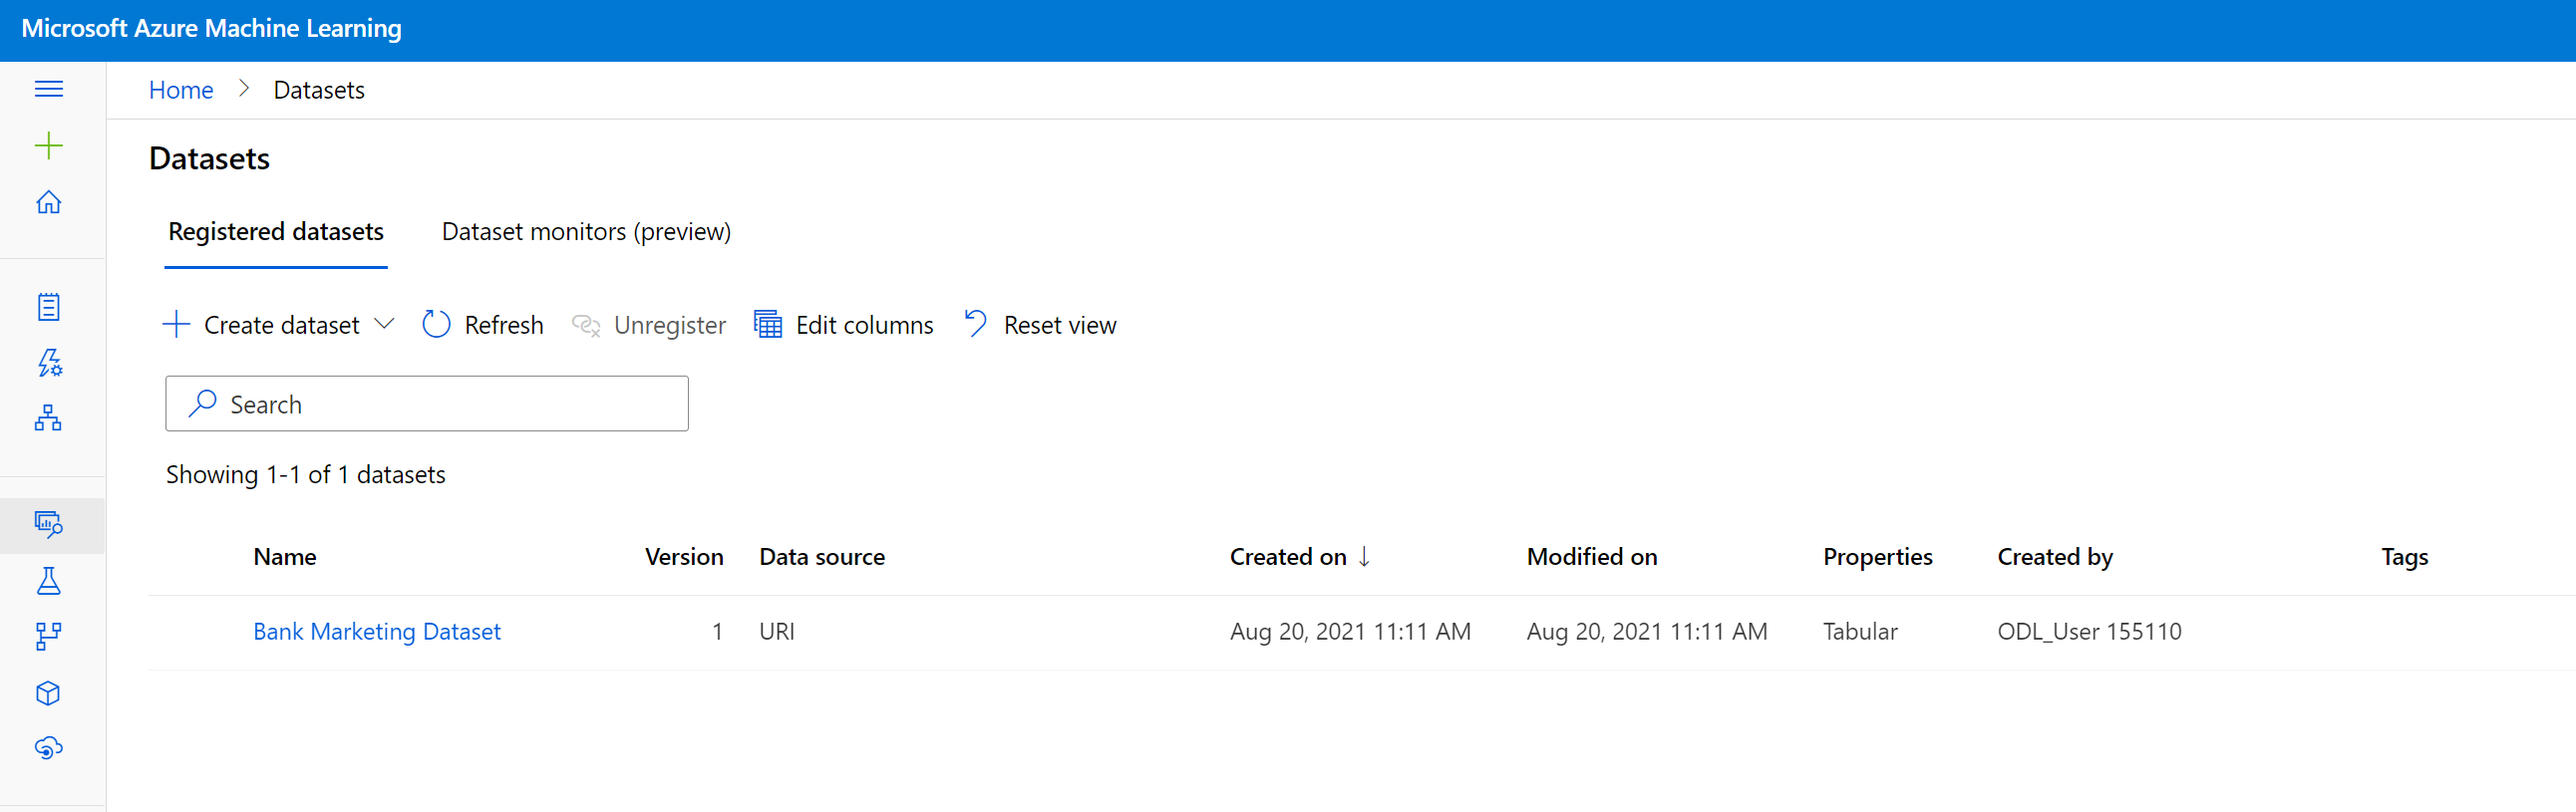 Microsoft Azure Machine Learning
Home > Datasets
Datasets
Registered datasets Dataset monitors (preview)
Create dataset Refresh Unregister Edit columns Reset view
Search
Showing 1-1 of 1 datasets
Name Version Data source Created on ↓ Modified on Properties Created by Tags
Bank Marketing Dataset 1 URI Aug 20, 2021 11:11 AM Aug 20, 2021 11:11 AM Tabular ODL_User 155110